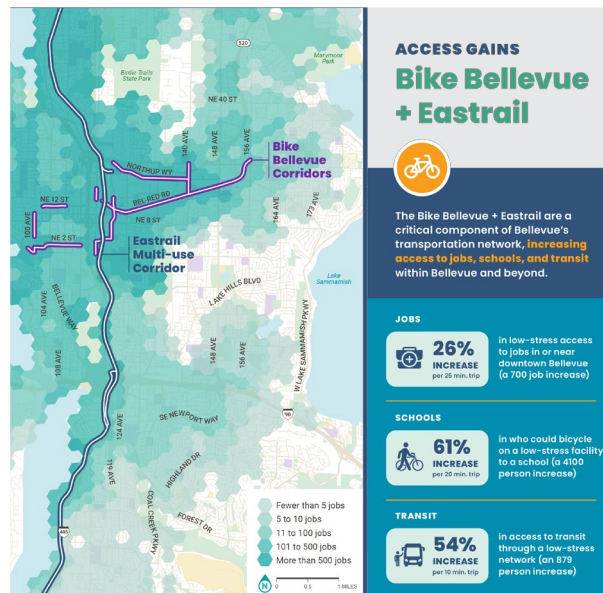 520
Marymoor
Park
Birdie Trails
State Park
NE 40 ST
140 AVE
148 AVE
156 AVE
Bike
Bellevue
Corridors
NORTHUP WY
BEL-RED RD
NE 12 ST
100 AVE
NE 8 ST
164 AVE
173 AVE
NE 2 ST
Eastrail
Multi-use
Corridor
Lake
Sammamish
LAKE HILLS BLVD
BELLEVUE WAY
104 AVE
W LAKE SAMMAMISH PKWY
148 AVE
156 AVE
108 AVE
90
SE NEWPORT WAY
124 AVE
HIGHLAND DR
119 AVE
COAL CREEK PKWY
FOREST DR
405
Fewer than 5 jobs
5 to 10 jobs
11 to 100 jobs
101 to 500 jobs
More than 500 jobs
N
0 0.5 1 MILES
ACCESS GAINS
Bike Bellevue
+ Eastrail
The Bike Bellevue + Eastrail are a
critical component of Bellevue's
transportation network, increasing
access to jobs, schools, and transit
within Bellevue and beyond.
JOBS
26%
INCREASE
per 25 min. trip
in low-stress access
to jobs in or near
downtown Bellevue
(a 700 job increase)
SCHOOLS
61%
INCREASE
per 20 min. trip
in who could bicycle
on a low-stress facility
to a school (a 4100
person increase)
TRANSIT
54%
INCREASE
per 10 min. trip
in access to transit
through a low-stress
network (an 879
person increase)